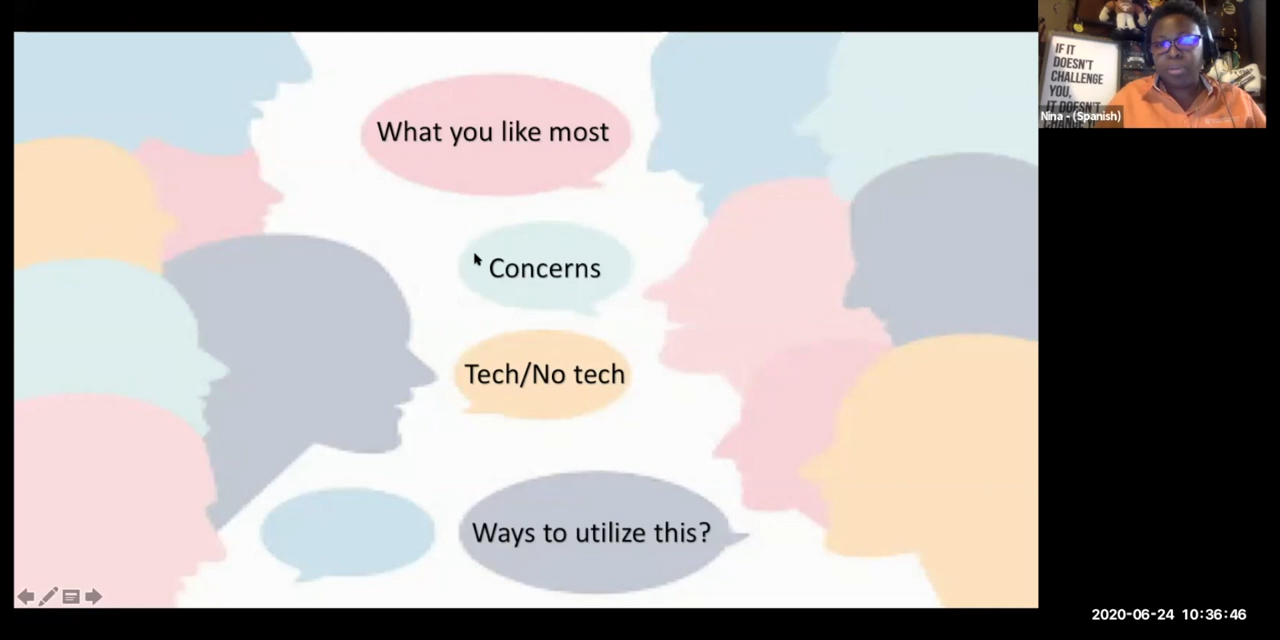 What you like most
Concerns
Tech/No tech
Ways to utilize this?
IF IT
DOESN'T
CHALLENGE
YOU,
IT DOESN'T
Nina - (Spanish)
2020-06-24 10:36:46